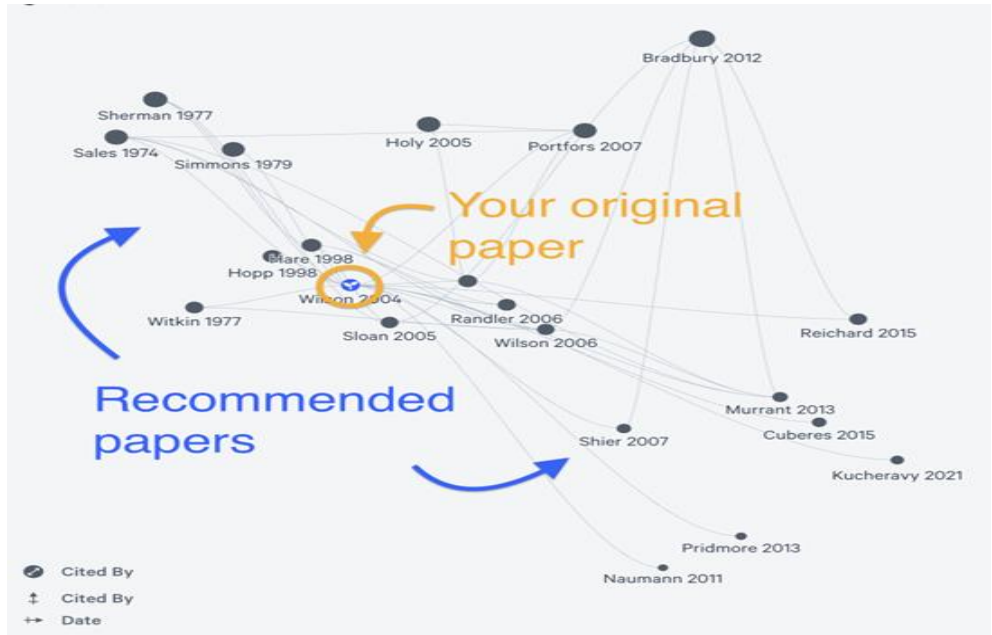 Bradbury 2012
Sherman 1977
Sales 1974
Simmons 1979
Holy 2005
Portfors 2007
Your original
paper
Hare 1998
Hopp 1998
Wilson 2004
Witkin 1977
Sloan 2005
Randler 2006
Wilson 2006
Reichard 2015
Recommended
papers
Murrant 2013
Cuberes 2015
Shier 2007
Kucheravy 2021
Pridmore 2013
Naumann 2011
Cited By
Cited By
Date